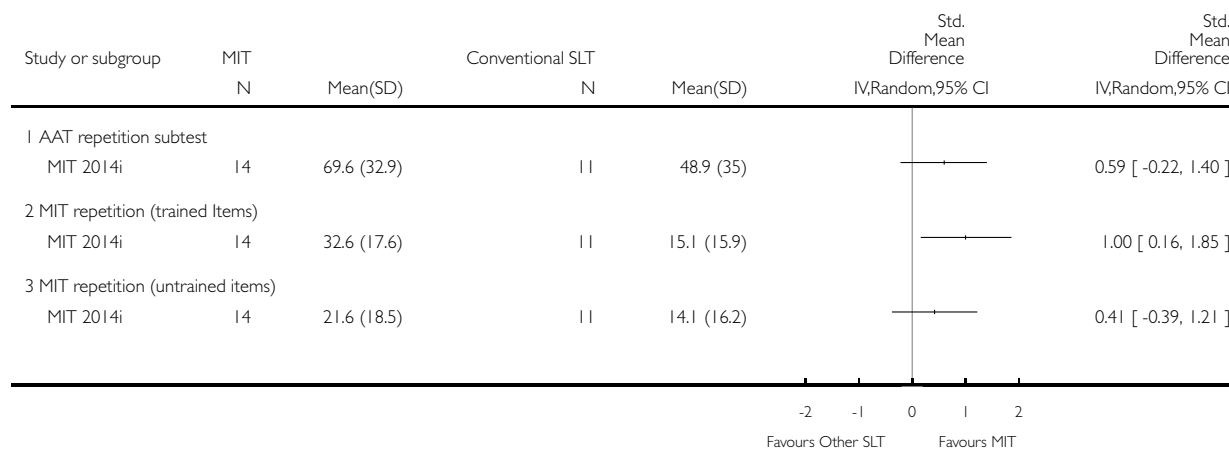 Std. Mean Difference Std. Mean Difference
Study or subgroup MIT Conventional SLT
N Mean(SD) N Mean(SD) IV,Random,95% CI IV,Random,95% CI
1 AAT repetition subtest
MIT 2014i 14 69.6 (32.9) 11 48.9 (35) 0.59 [ -0.22, 1.40 ]
2 MIT repetition (trained Items)
MIT 2014i 14 32.6 (17.6) 11 15.1 (15.9) 1.00 [ 0.16, 1.85 ]
3 MIT repetition (untrained items)
MIT 2014i 14 21.6 (18.5) 11 14.1 (16.2) 0.41 [ -0.39, 1.21 ]
-2 -1 0 1 2
Favours Other SLT Favours MIT